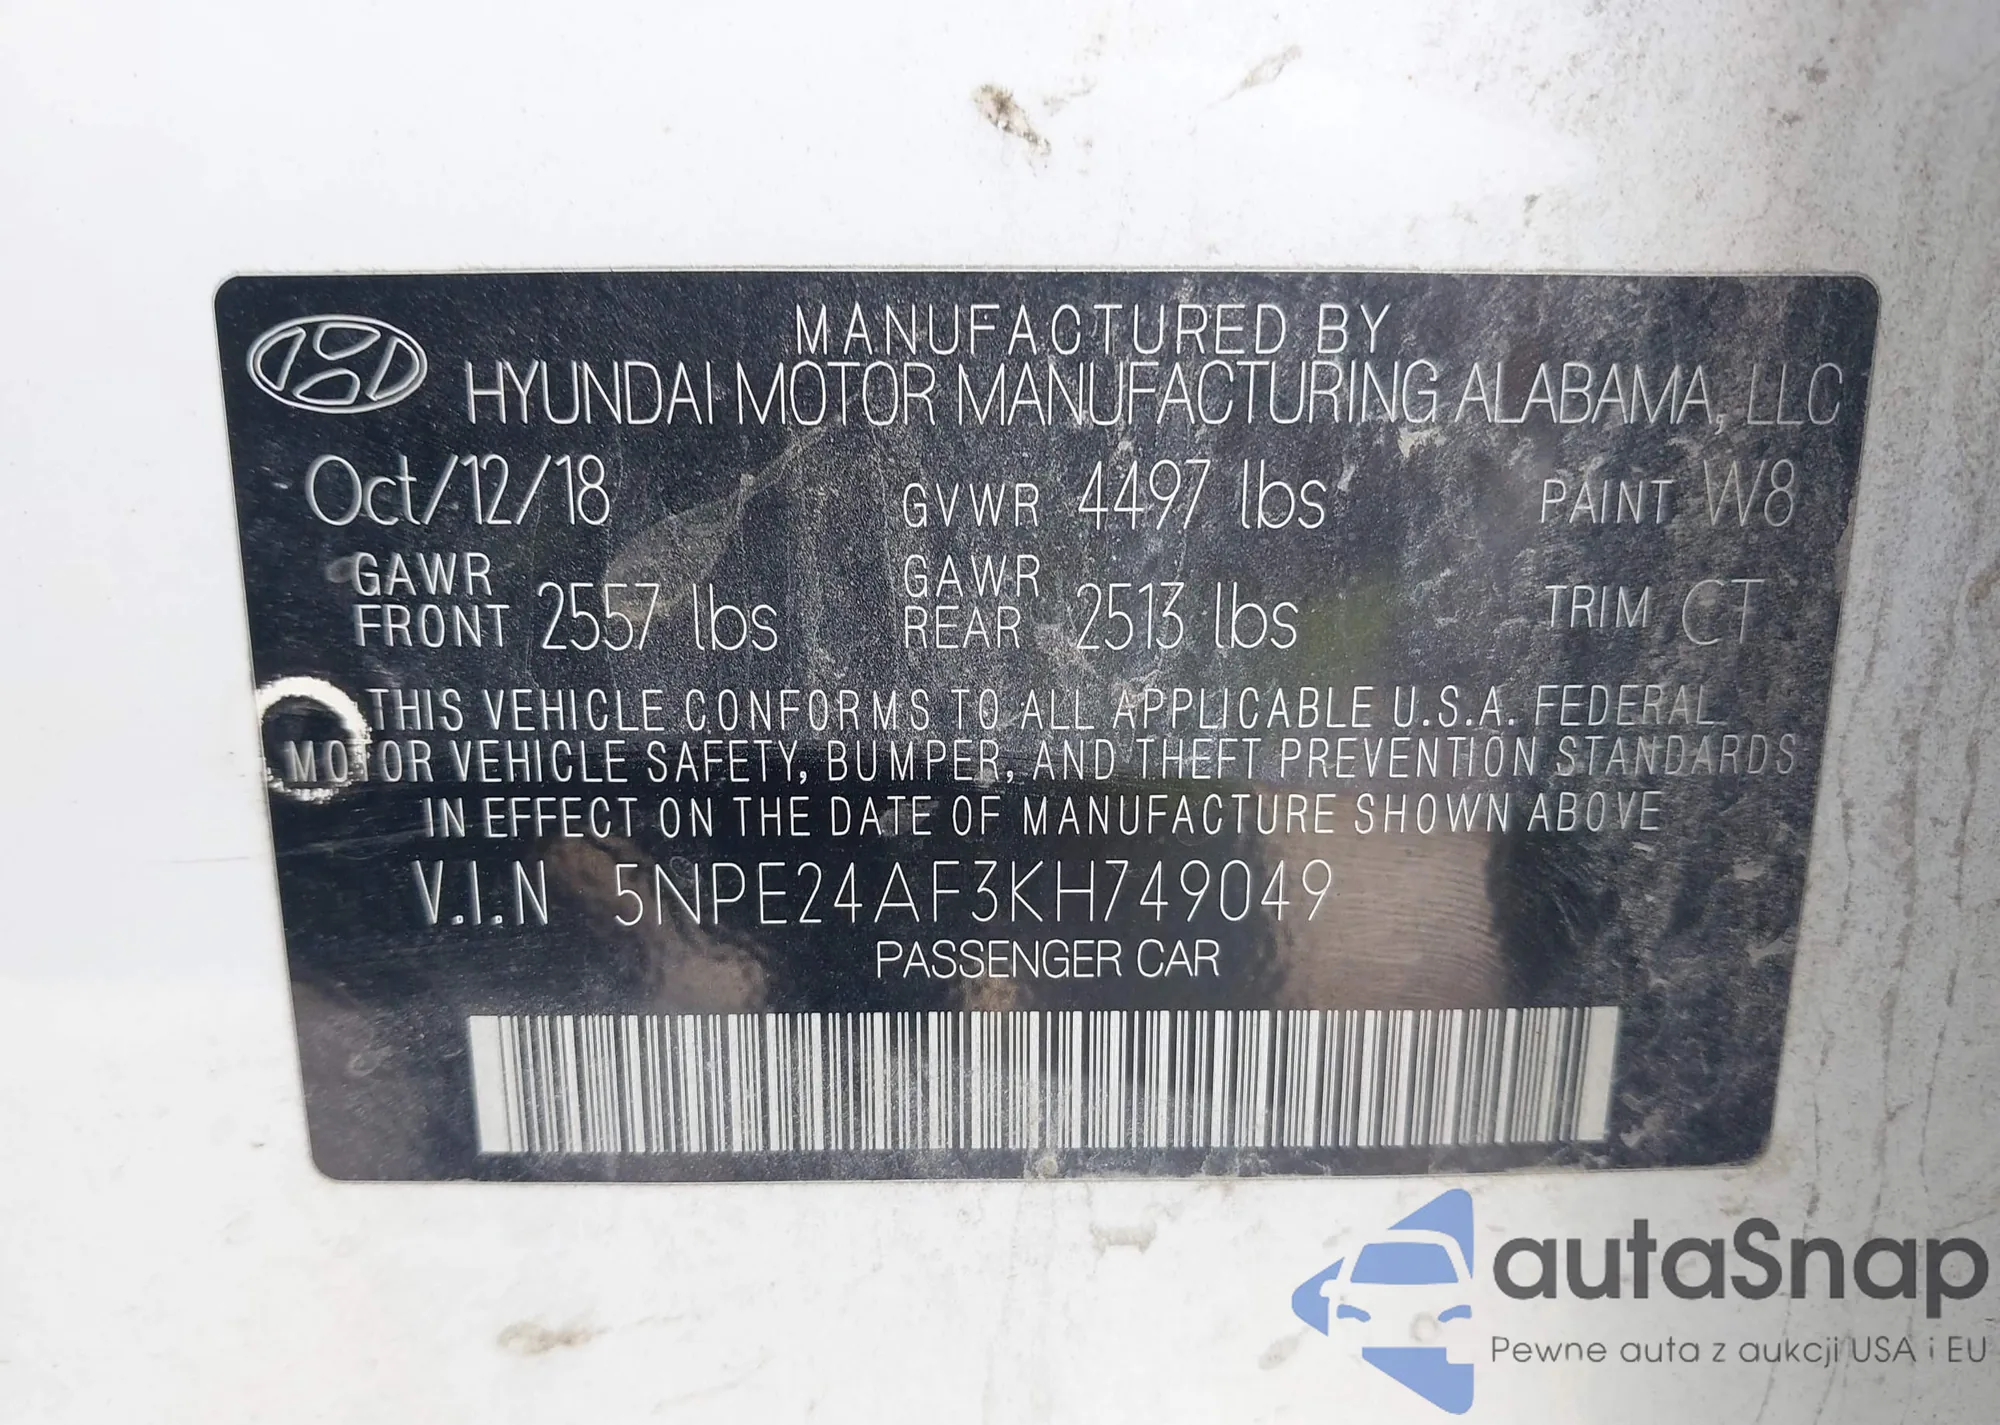 MANUFACTURED BY
HYUNDAI MOTOR MANUFACTURING ALABAMA, LLC
Oct/12/18 GVWR 4497 lbs PAINT W8
GAWR FRONT 2557 lbs GAWR REAR 2513 lbs TRIM CT
THIS VEHICLE CONFORMS TO ALL APPLICABLE U.S.A. FEDERAL
MOTOR VEHICLE SAFETY, BUMPER, AND THEFT PREVENTION STANDARDS
IN EFFECT ON THE DATE OF MANUFACTURE SHOWN ABOVE
V.I.N 5NPE24AF3KH749049
PASSENGER CAR
autaSnap
Pewne auta z aukcji USA i EU